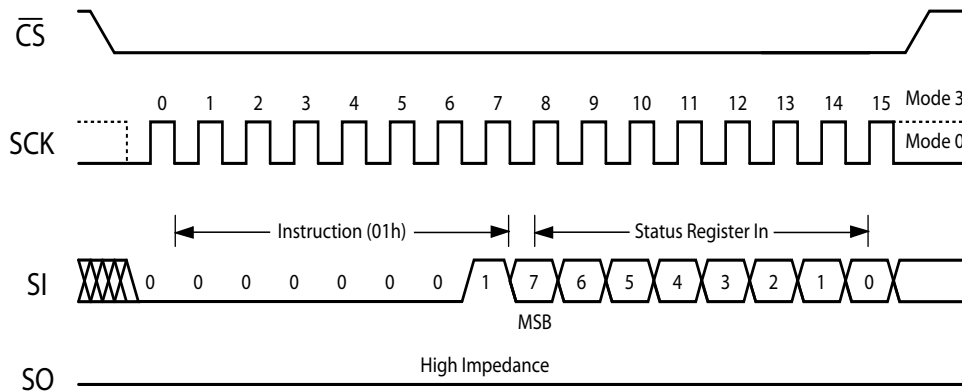 CS
0 1 2 3 4 5 6 7 8 9 10 11 12 13 14 15 Mode 3
SCK
Mode 0
Instruction (01h) Status Register In
SI
0 0 0 0 0 0 0 1 7 6 5 4 3 2 1 0
MSB
High Impedance
SO